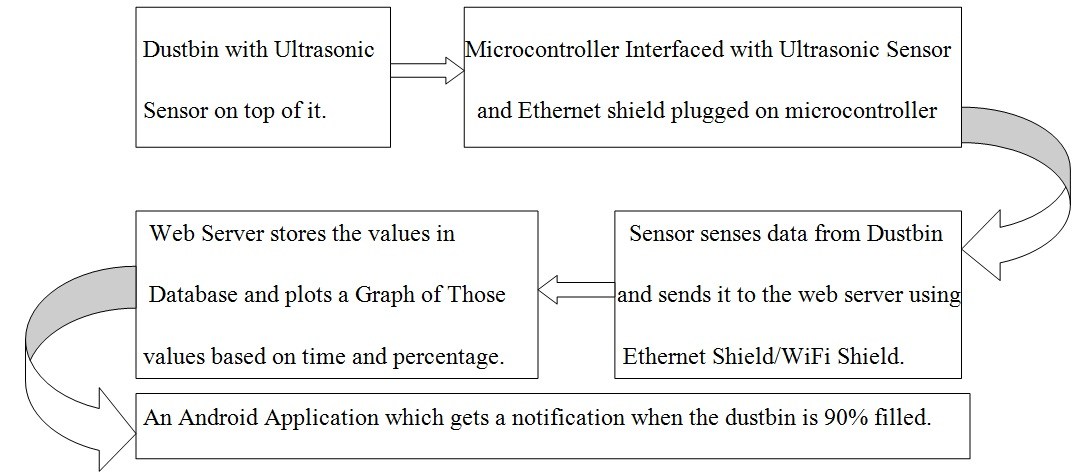 Dustbin with Ultrasonic
Sensor on top of it.
Microcontroller Interfaced with Ultrasonic Sensor
and Ethernet shield plugged on microcontroller
Sensor senses data from Dustbin
and sends it to the web server using
Ethernet Shield/WiFi Shield.
Web Server stores the values in
Database and plots a Graph of Those
values based on time and percentage.
An Android Application which gets a notification when the dustbin is 90% filled.